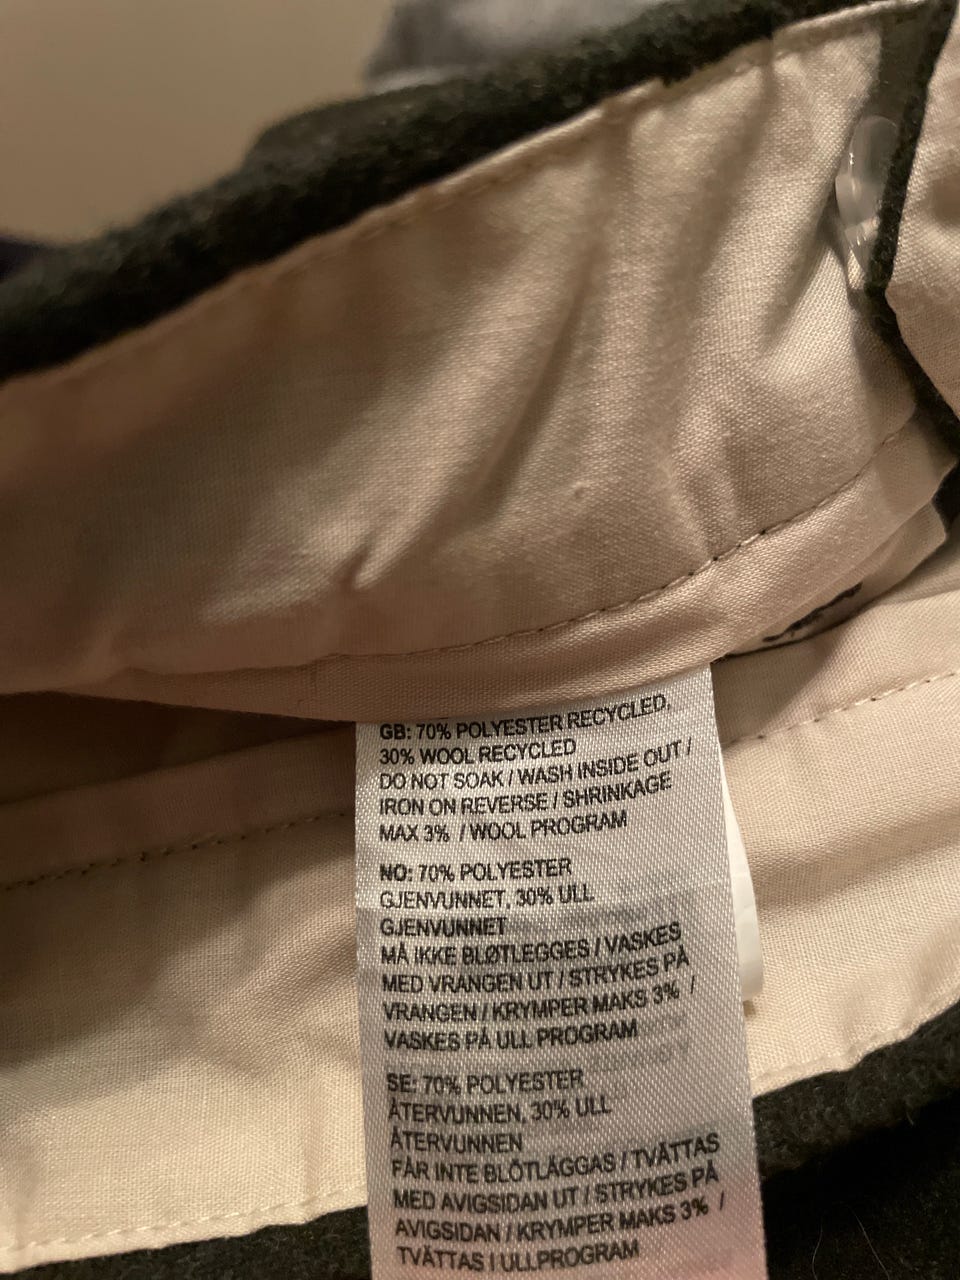 GB: 70% POLYESTER RECYCLED,
30% WOOL RECYCLED
DO NOT SOAK / WASH INSIDE OUT /
IRON ON REVERSE / SHRINKAGE
MAX 3% / WOOL PROGRAM
NO: 70% POLYESTER
GJENVUNNET, 30% ULL
GJENVUNNET
MÅ IKKE BLØTLEGGES / VASKES
MED VRANGEN UT / STRYKES PÅ
VRANGEN / KRYMPER MAKS 3% /
VASKES PÅ ULL PROGRAM
SE: 70% POLYESTER
ÅTERVUNNEN, 30% ULL
ÅTERVUNNEN
FÅR INTE BLÖTLÄGGAS / TVÄTTAS
MED AVIGSIDAN UT / STRYKES PÅ
AVIGSIDAN / KRYMPER MAKS 3% /
TVÄTTAS I ULLPROGRAM